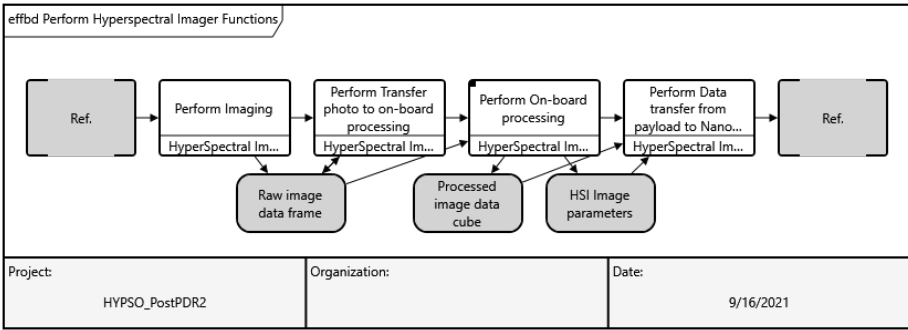 effbd Perform Hyperspectral Imager Functions
Ref.
Perform Imaging
HyperSpectral Im...
Perform Transfer
photo to on-board
processing
HyperSpectral Im...
Perform On-board
processing
HyperSpectral Im...
Perform Data
transfer from
payload to Nano...
HyperSpectral Im...
Ref.
Raw image
data frame
Processed
image data
cube
HSI Image
parameters
Project:
HYPSO_PostPDR2
Organization:
Date:
9/16/2021